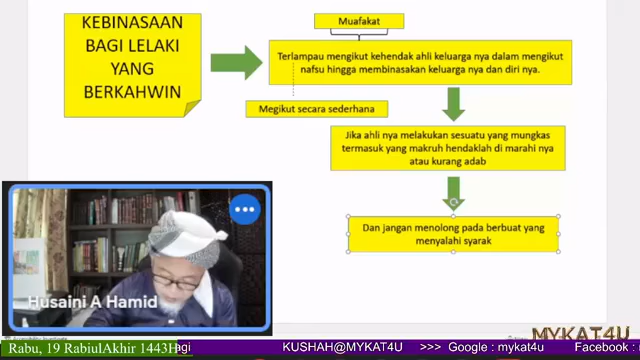 KEBINASAAN
BAGI LELAKI
YANG
BERKAHWIN
Muafakat
Terlampau mengikut kehendak ahli keluarga nya dalam mengikut
nafsu hingga membinasakan keluarga nya dan diri nya.
Megikut secara sederhana
Jika ahli nya melakukan sesuatu yang mungkas
termasuk yang makruh hendaklah di marahi nya
atau kurang adab
Dan jangan menolong pada berbuat yang
menyalahi syarak
Husaini A Hamid
MYKAT4U
Rabu, 19 RabiulAkhir 1443H
agi KUSHAH@MYKAT4U >>> Google : mykat4u Facebook :